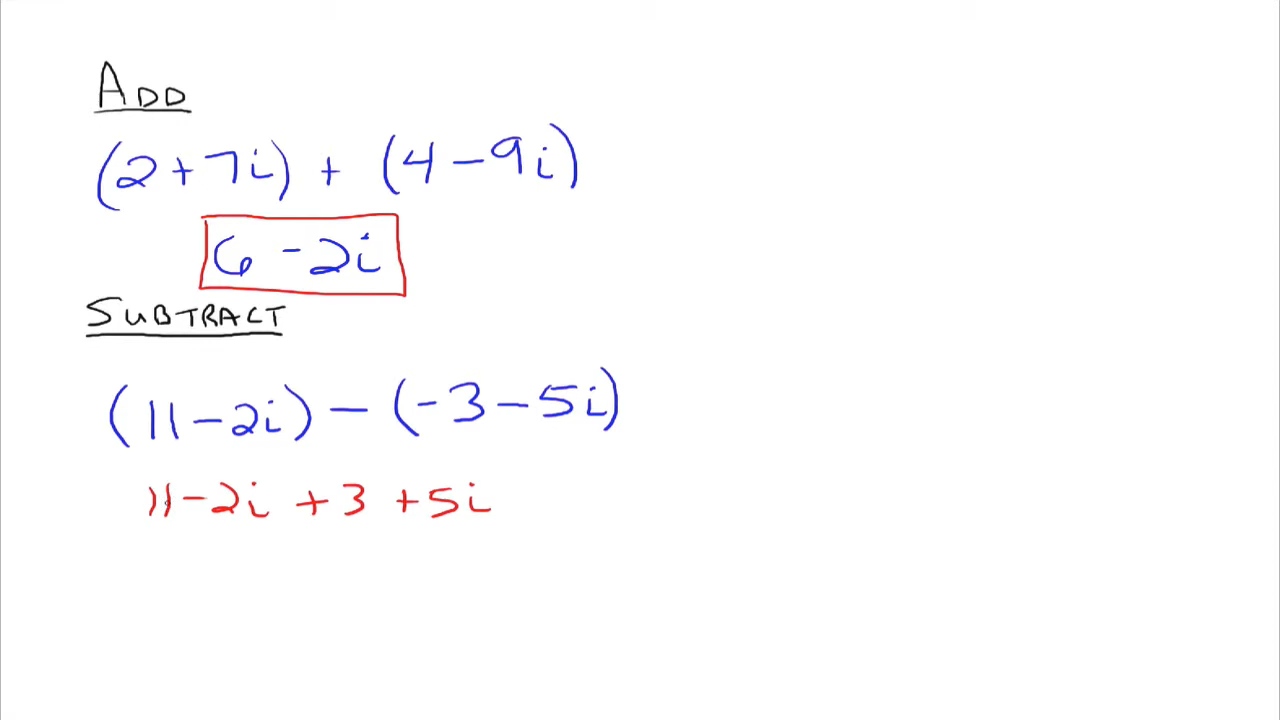 ADD
(2+7i) + (4-9i)
6 -2i
SUBTRACT
(11-2i) - (-3-5i)
11-2i +3 +5i